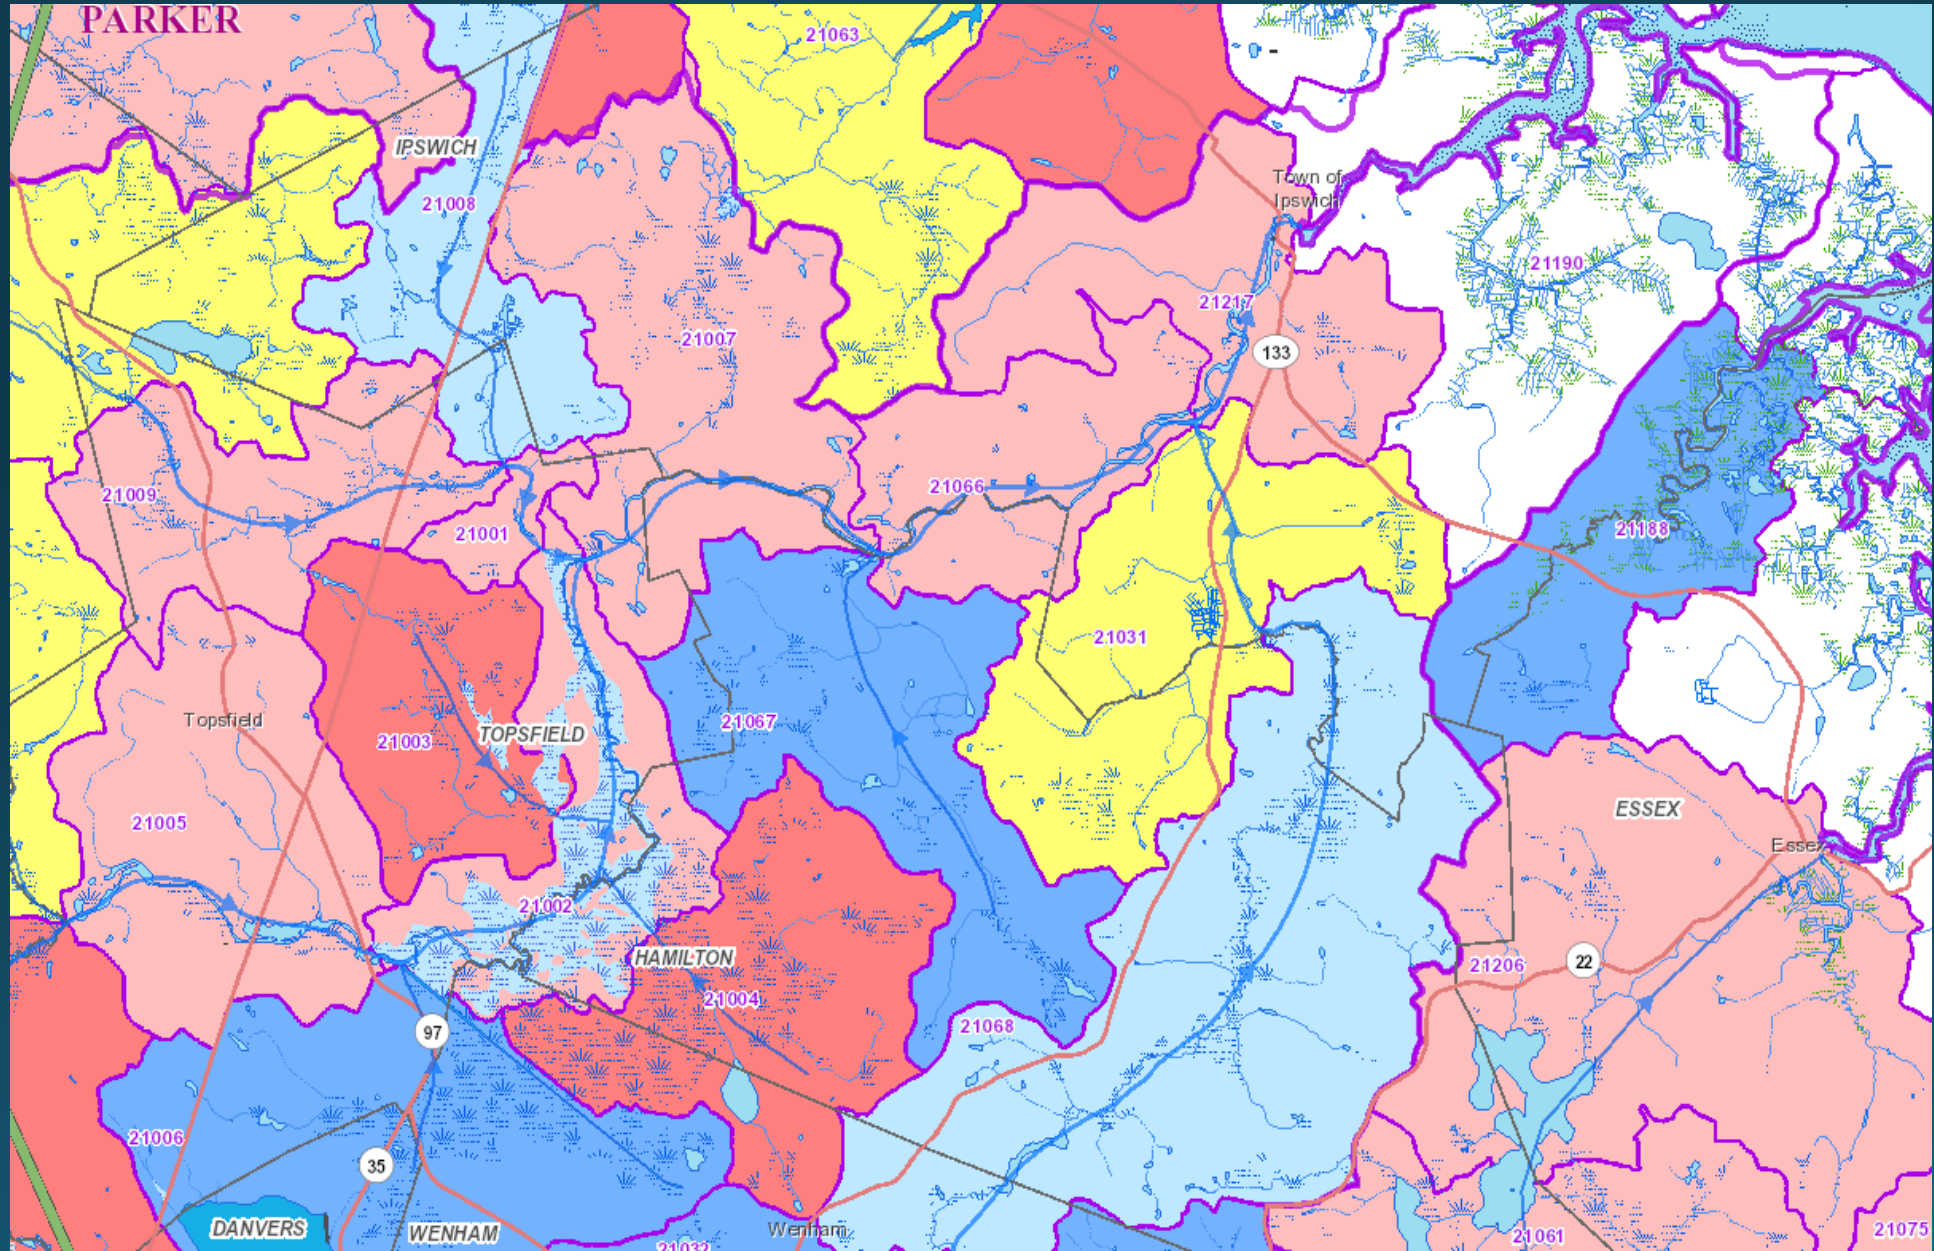 PARKER
21063
IPSWICH
Town of
Ipswich
21008
21190
21217
21007
133
21009
21066
21001
21188
21031
Topsfield
21067
TOPSFIELD
21003
ESSEX
21005
Essex
21002
HAMILTON
22
21206
21004
21068
97
21006
35
DANVERS
WENHAM
Wenham
21061
21075
21032